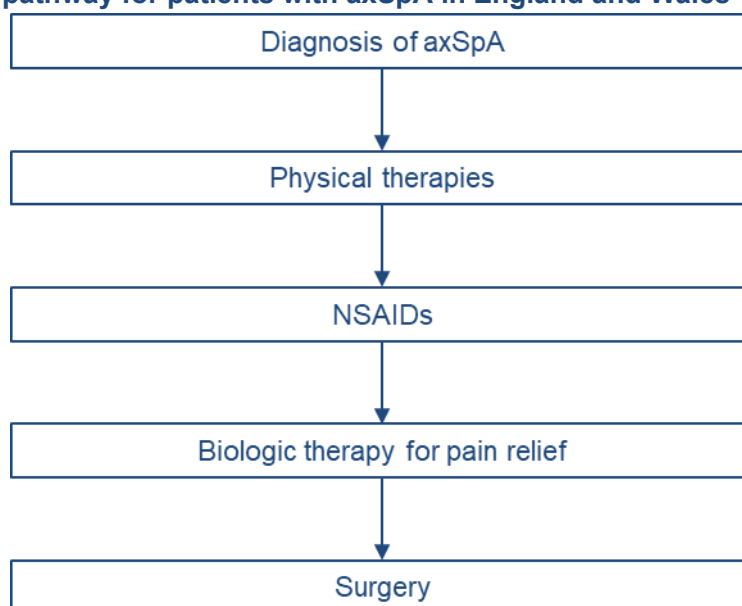 pathway for patients with axSpA in England and Wales
Diagnosis of axSpA
Physical therapies
NSAIDs
Biologic therapy for pain relief
Surgery